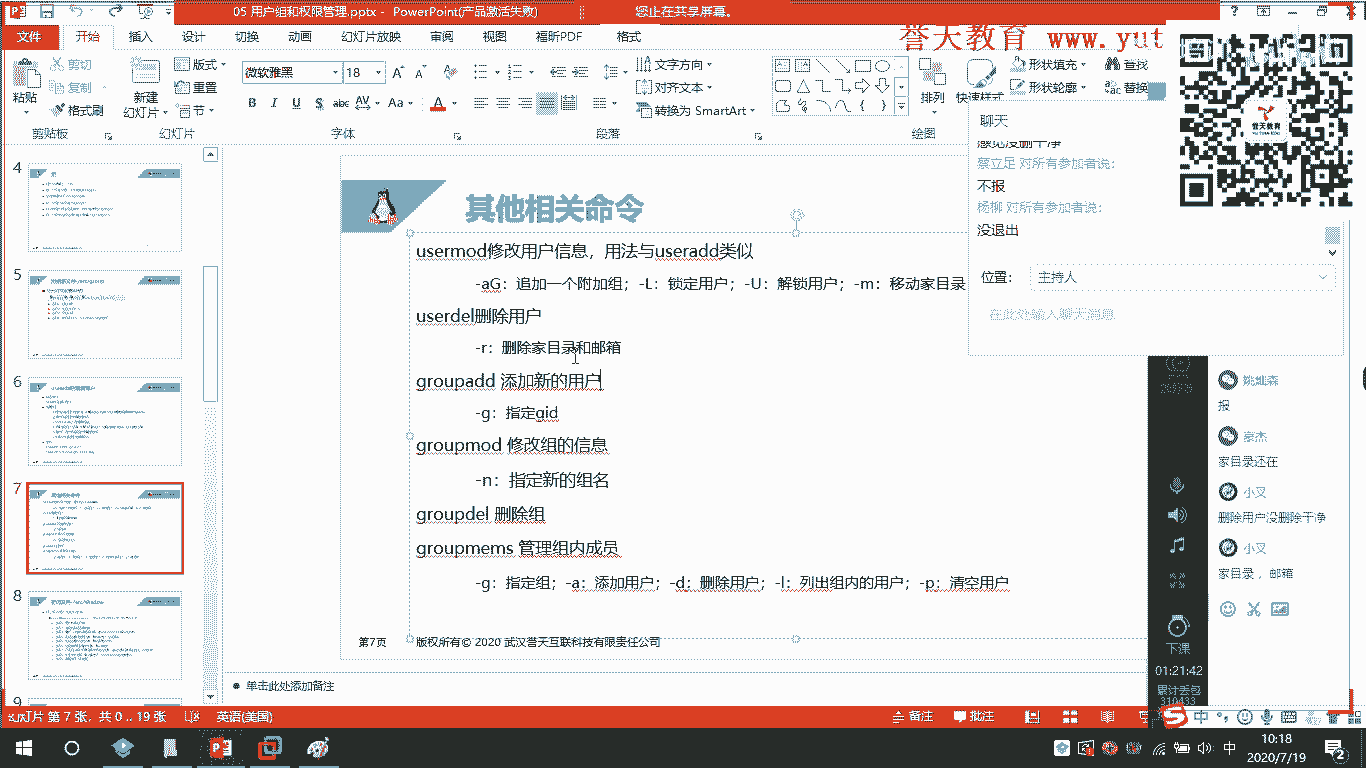 05 用户组和权限管理.pptx - PowerPoint(产品激活失败)
您正在共享屏幕。
文件 开始 插入 设计 切换 动画 幻灯片放映 审阅 视图 福昕PDF 格式
誉天教育 www.yut
粘贴
剪切
复制
格式刷
剪贴板
新建
幻灯片
版式
重置
节
幻灯片
微软雅黑
18
字体
段落
文字方向
对齐文本
转换为 SmartArt
排列
快速样式
绘图
形状填充
形状轮廓
查找
替换
聊天
蔡立足 对所有参加者说：
不报
杨柳 对所有参加者说：
没退出
位置：
主持人
在此处输入聊天消息
誉天教育
4
5
6
7
8
9
其他相关命令
usermod修改用户信息，用法与useradd类似
-aG：追加一个附加组；-L：锁定用户；-U：解锁用户；-m：移动家目录
userdel删除用户
-r：删除家目录和邮箱
groupadd 添加新的用户
-g：指定gid
groupmod 修改组的信息
-n：指定新的组名
groupdel 删除组
groupmems 管理组内成员
-g：指定组；-a：添加用户；-d：删除用户；-l：列出组内的用户；-p：清空用户
第7页
版权所有© 2020 武汉誉天互联科技有限责任公司
单击此处添加备注
报
豪杰
家目录还在
小叉
删除用户没删除干净
小叉
家目录，邮箱
下课
01:21:42
累计丢包
310433
幻灯片 第 7 张，共 0 .. 19 张
英语(美国)
备注
批注
中
中
10:18
2020/7/19
2